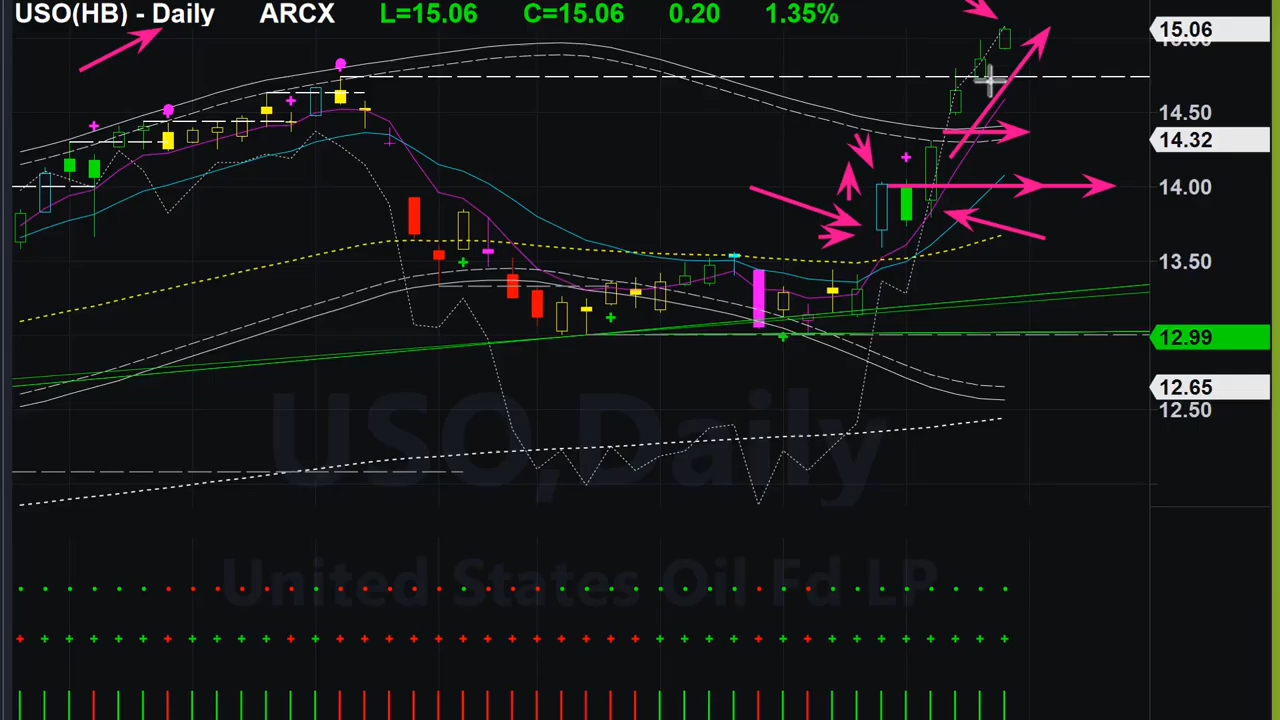 USO(HB) - Daily ARCX L=15.06 C=15.06 0.20 1.35%
15.06
14.50
14.32
14.00
13.50
12.99
12.65
12.50
USO,Daily
United States Oil Fd LP